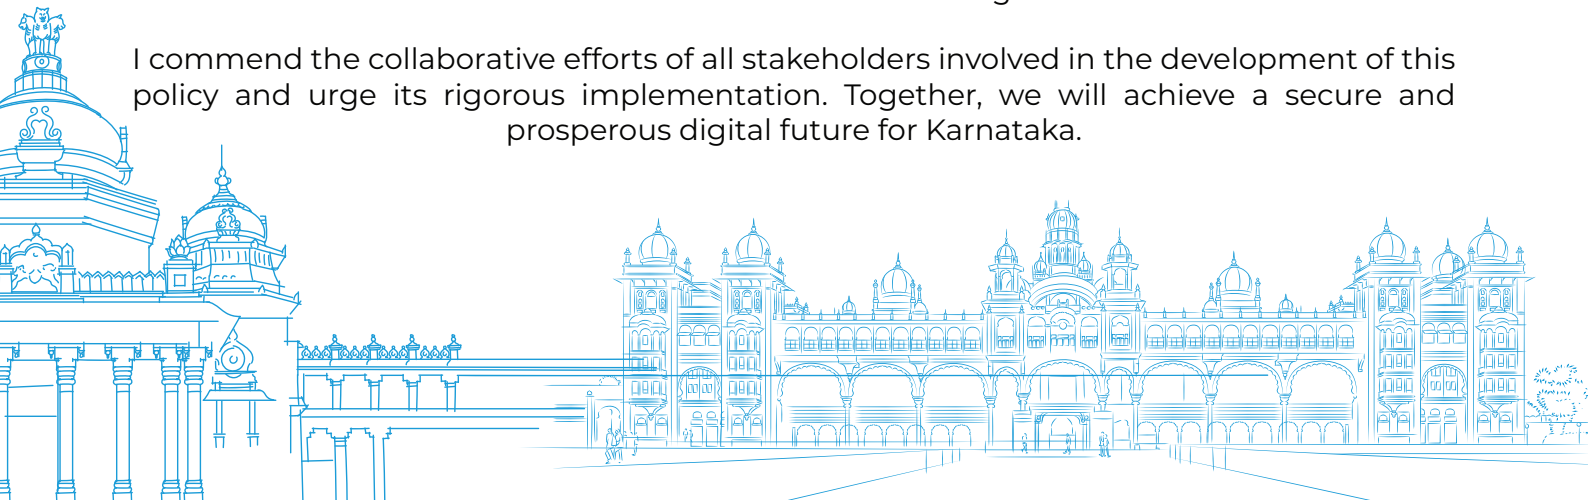 I commend the collaborative efforts of all stakeholders involved in the development of this
policy and urge its rigorous implementation. Together, we will achieve a secure and
prosperous digital future for Karnataka.